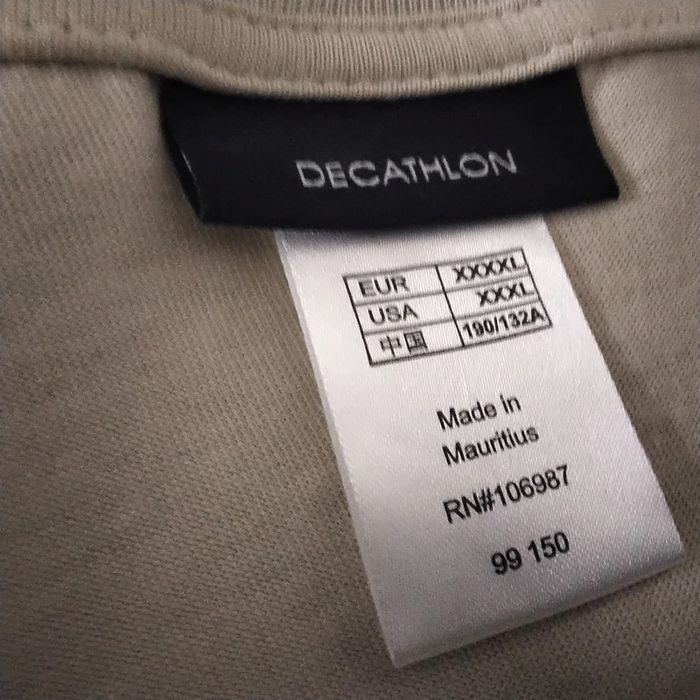 DECATHLON
EUR XXXXL
USA XXXL
中国 190/132A
Made in
Mauritius
RN#106987
99 150